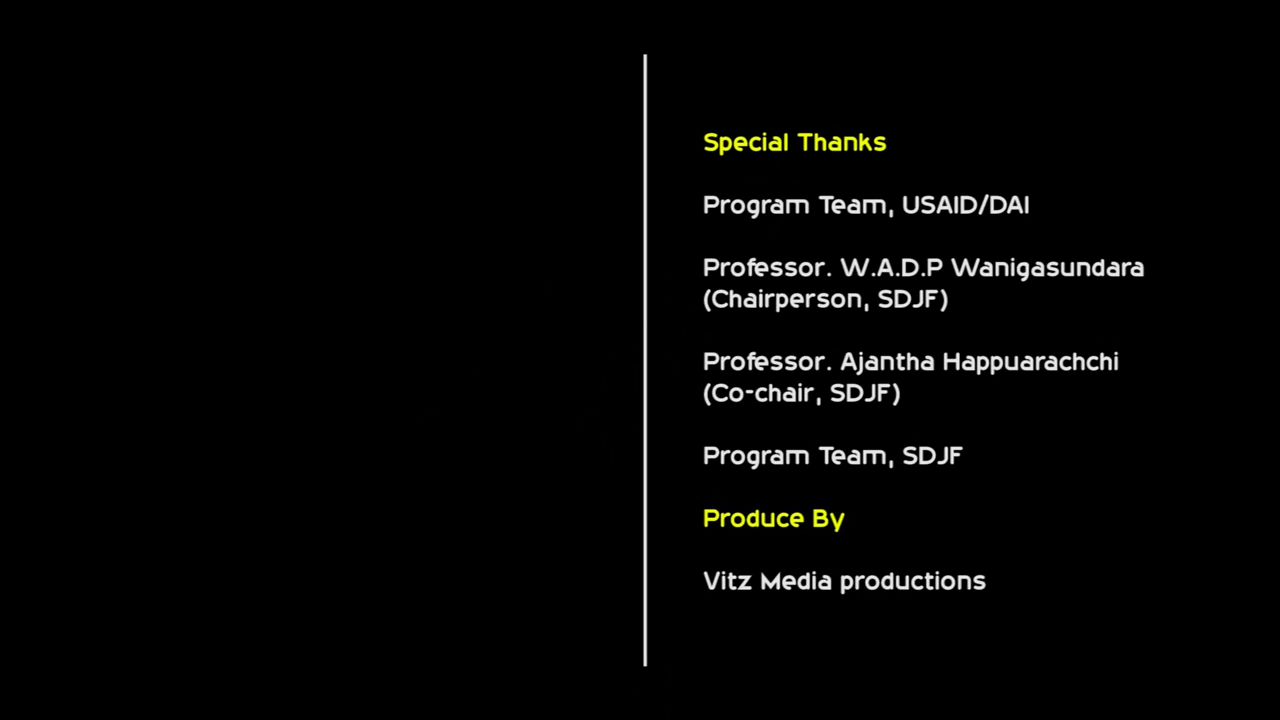 Special Thanks
Program Team, USAID/DAI
Professor. W.A.D.P Wanigasundara
(Chairperson, SDJF)
Professor. Ajantha Happuarachchi
(Co-chair, SDJF)
Program Team, SDJF
Produce By
Vitz Media productions